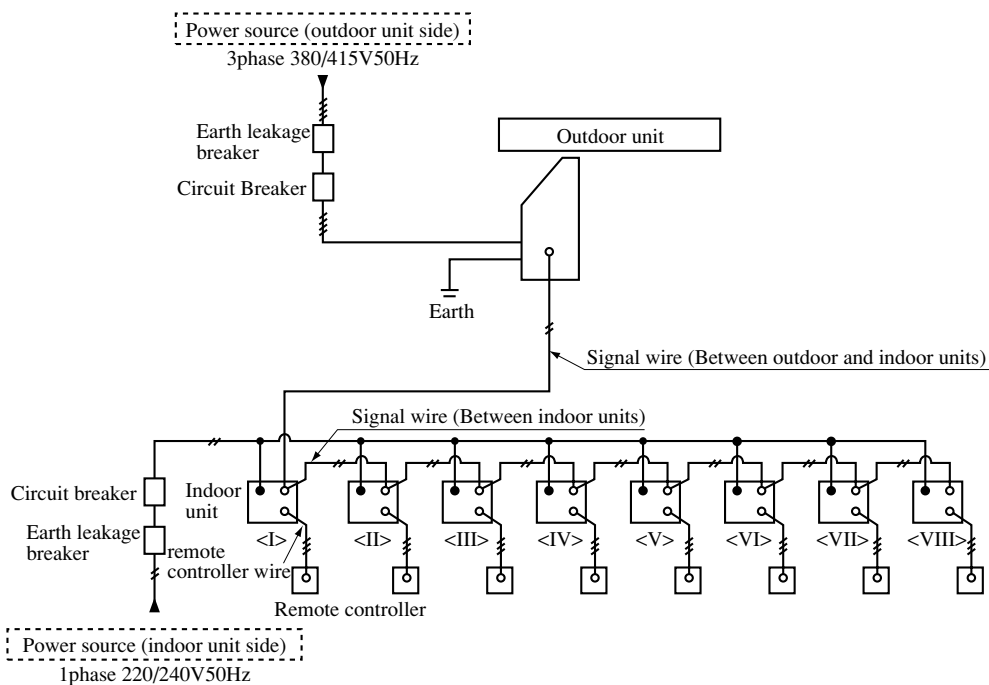 Power source (outdoor unit side)
3phase 380/415V50Hz
Earth leakage
breaker
Circuit Breaker
Outdoor unit
Earth
Signal wire (Between outdoor and indoor units)
Signal wire (Between indoor units)
Circuit breaker
Indoor
unit
Earth leakage
breaker
remote
controller wire
<I>
<II>
<III>
<IV>
<V>
<VI>
<VII>
<VIII>
Remote controller
Power source (indoor unit side)
1phase 220/240V50Hz